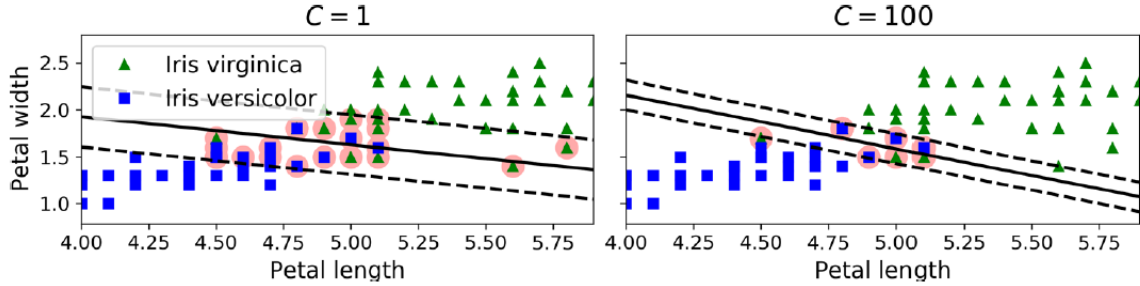 C = 1
C = 100
Iris virginica
Iris versicolor
Petal width
2.5
2.0
1.5
1.0
4.00 4.25 4.50 4.75 5.00 5.25 5.50 5.75
4.00 4.25 4.50 4.75 5.00 5.25 5.50 5.75
Petal length
Petal length